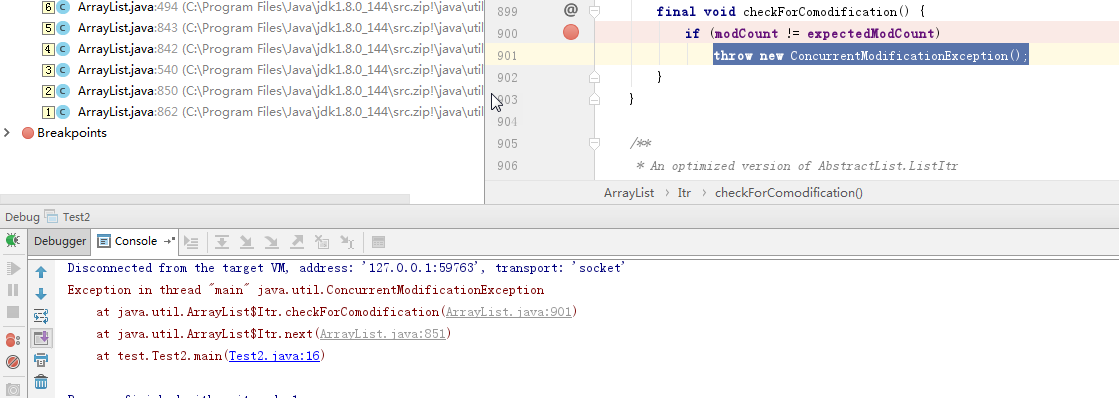 6 C ArrayList.java:494 (C:\Program Files\Java\jdk1.8.0_144\src.zip!\java\util
5 C ArrayList.java:843 (C:\Program Files\Java\jdk1.8.0_144\src.zip!\java\util
4 C ArrayList.java:842 (C:\Program Files\Java\jdk1.8.0_144\src.zip!\java\util
3 C ArrayList.java:540 (C:\Program Files\Java\jdk1.8.0_144\src.zip!\java\util
2 C ArrayList.java:850 (C:\Program Files\Java\jdk1.8.0_144\src.zip!\java\util
1 C ArrayList.java:862 (C:\Program Files\Java\jdk1.8.0_144\src.zip!\java\util
Breakpoints
899 @ final void checkForComodification() {
900 if (modCount != expectedModCount)
901 throw new ConcurrentModificationException();
902 }
903 }
904
905 /**
906 * An optimized version of AbstractList.ListItr
ArrayList > Itr > checkForComodification()
Debug Test2
Debugger Console
Disconnected from the target VM, address: '127.0.0.1:59763', transport: 'socket'
Exception in thread "main" java.util.ConcurrentModificationException
at java.util.ArrayList$Itr.checkForComodification(ArrayList.java:901)
at java.util.ArrayList$Itr.next(ArrayList.java:851)
at test.Test2.main(Test2.java:16)